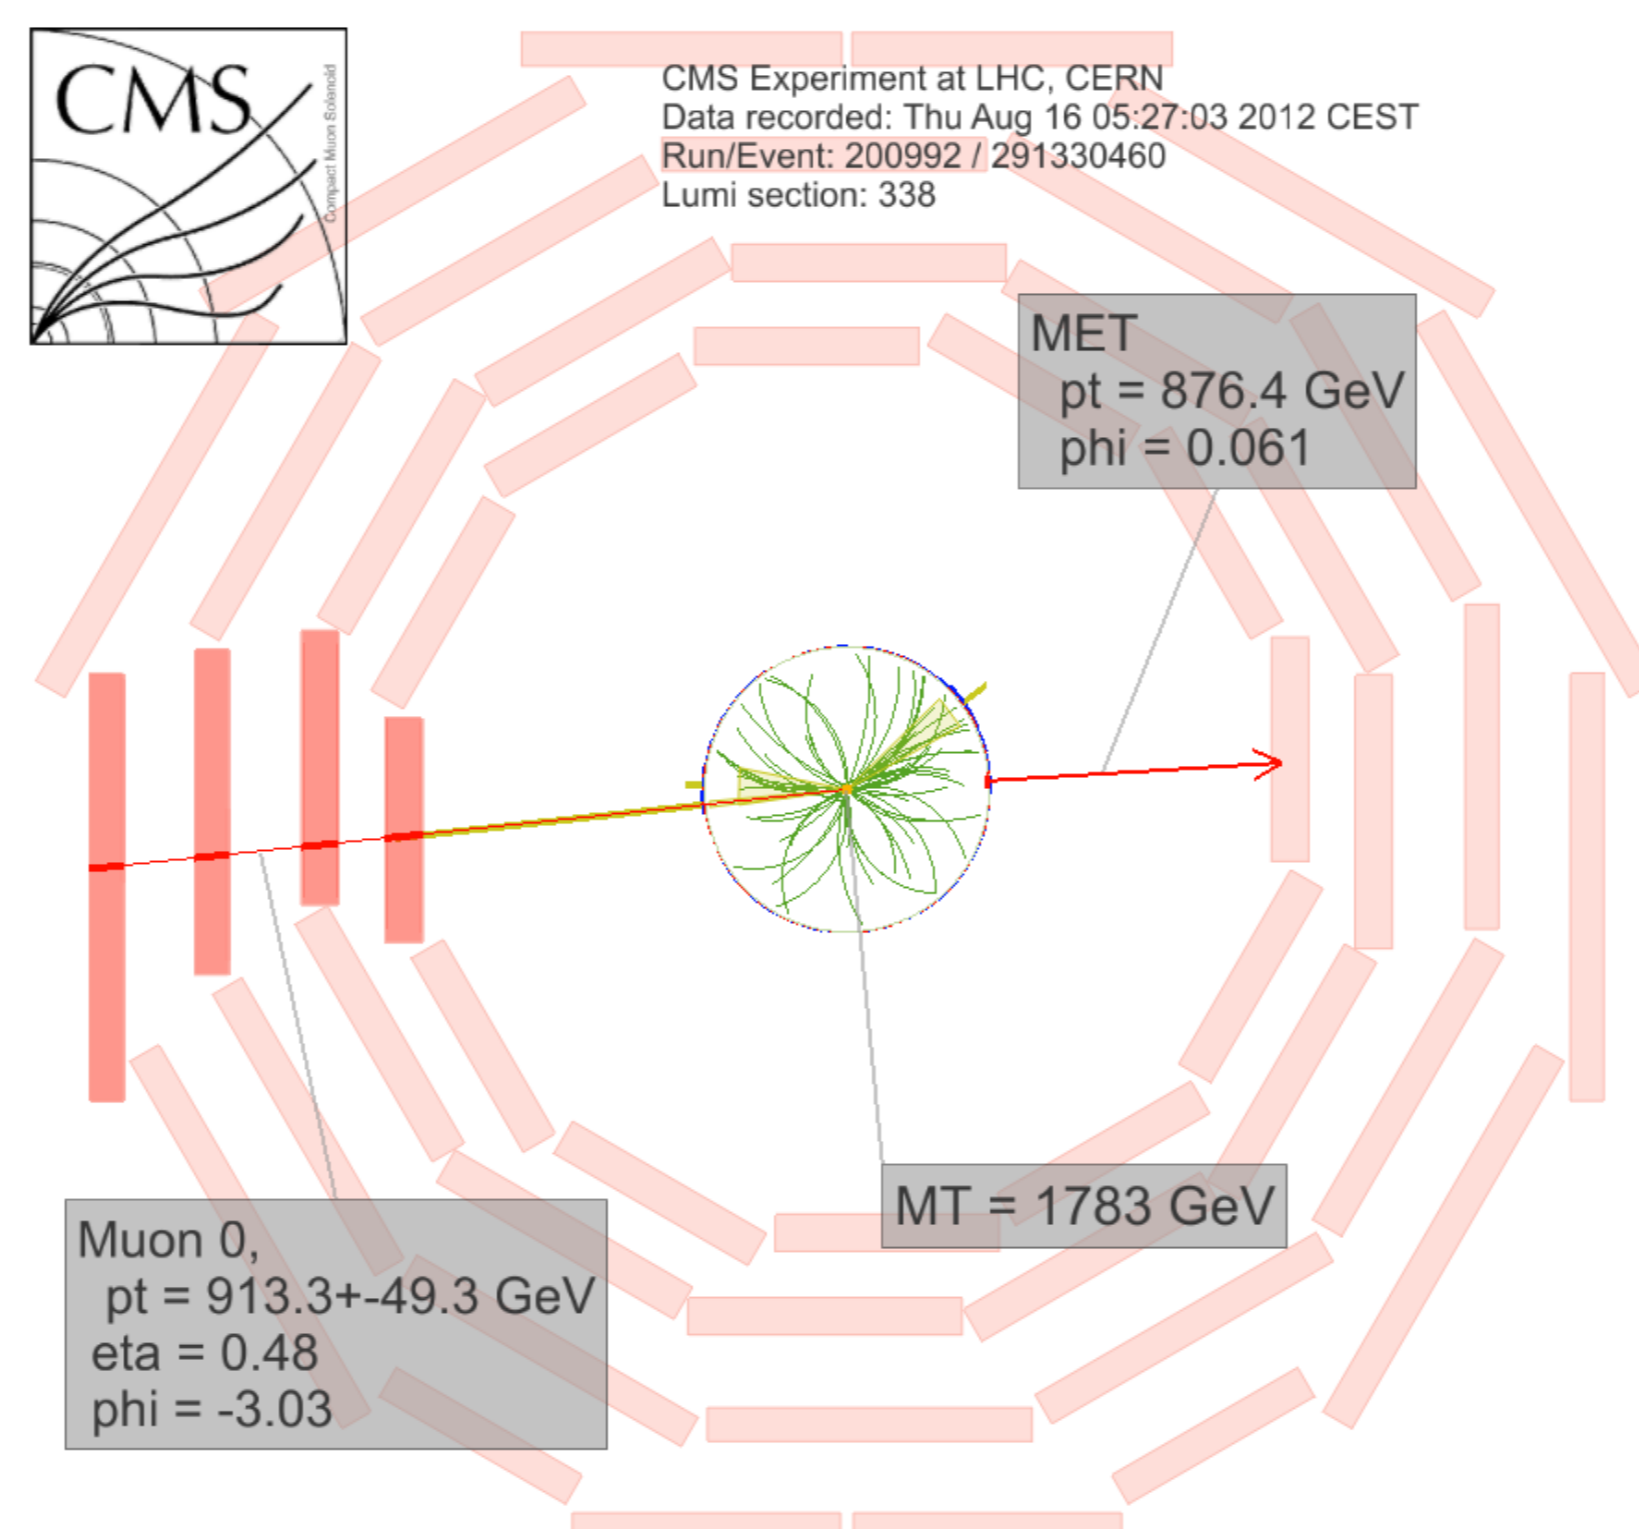 CMS
Compact Muon Solenoid
CMS Experiment at LHC, CERN
Data recorded: Thu Aug 16 05:27:03 2012 CEST
Run/Event: 200992 / 291330460
Lumi section: 338
MET
pt = 876.4 GeV
phi = 0.061
MT = 1783 GeV
Muon 0,
pt = 913.3+-49.3 GeV
eta = 0.48
phi = -3.03